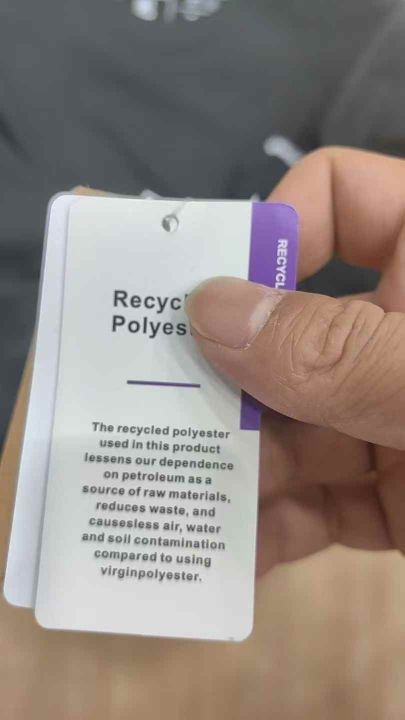 Recyc
Polyes
RECYCL
The recycled polyester
used in this product
lessens our dependence
on petroleum as a
source of raw materials,
reduces waste, and
causesless air, water
and soil contamination
compared to using
virginpolyester.